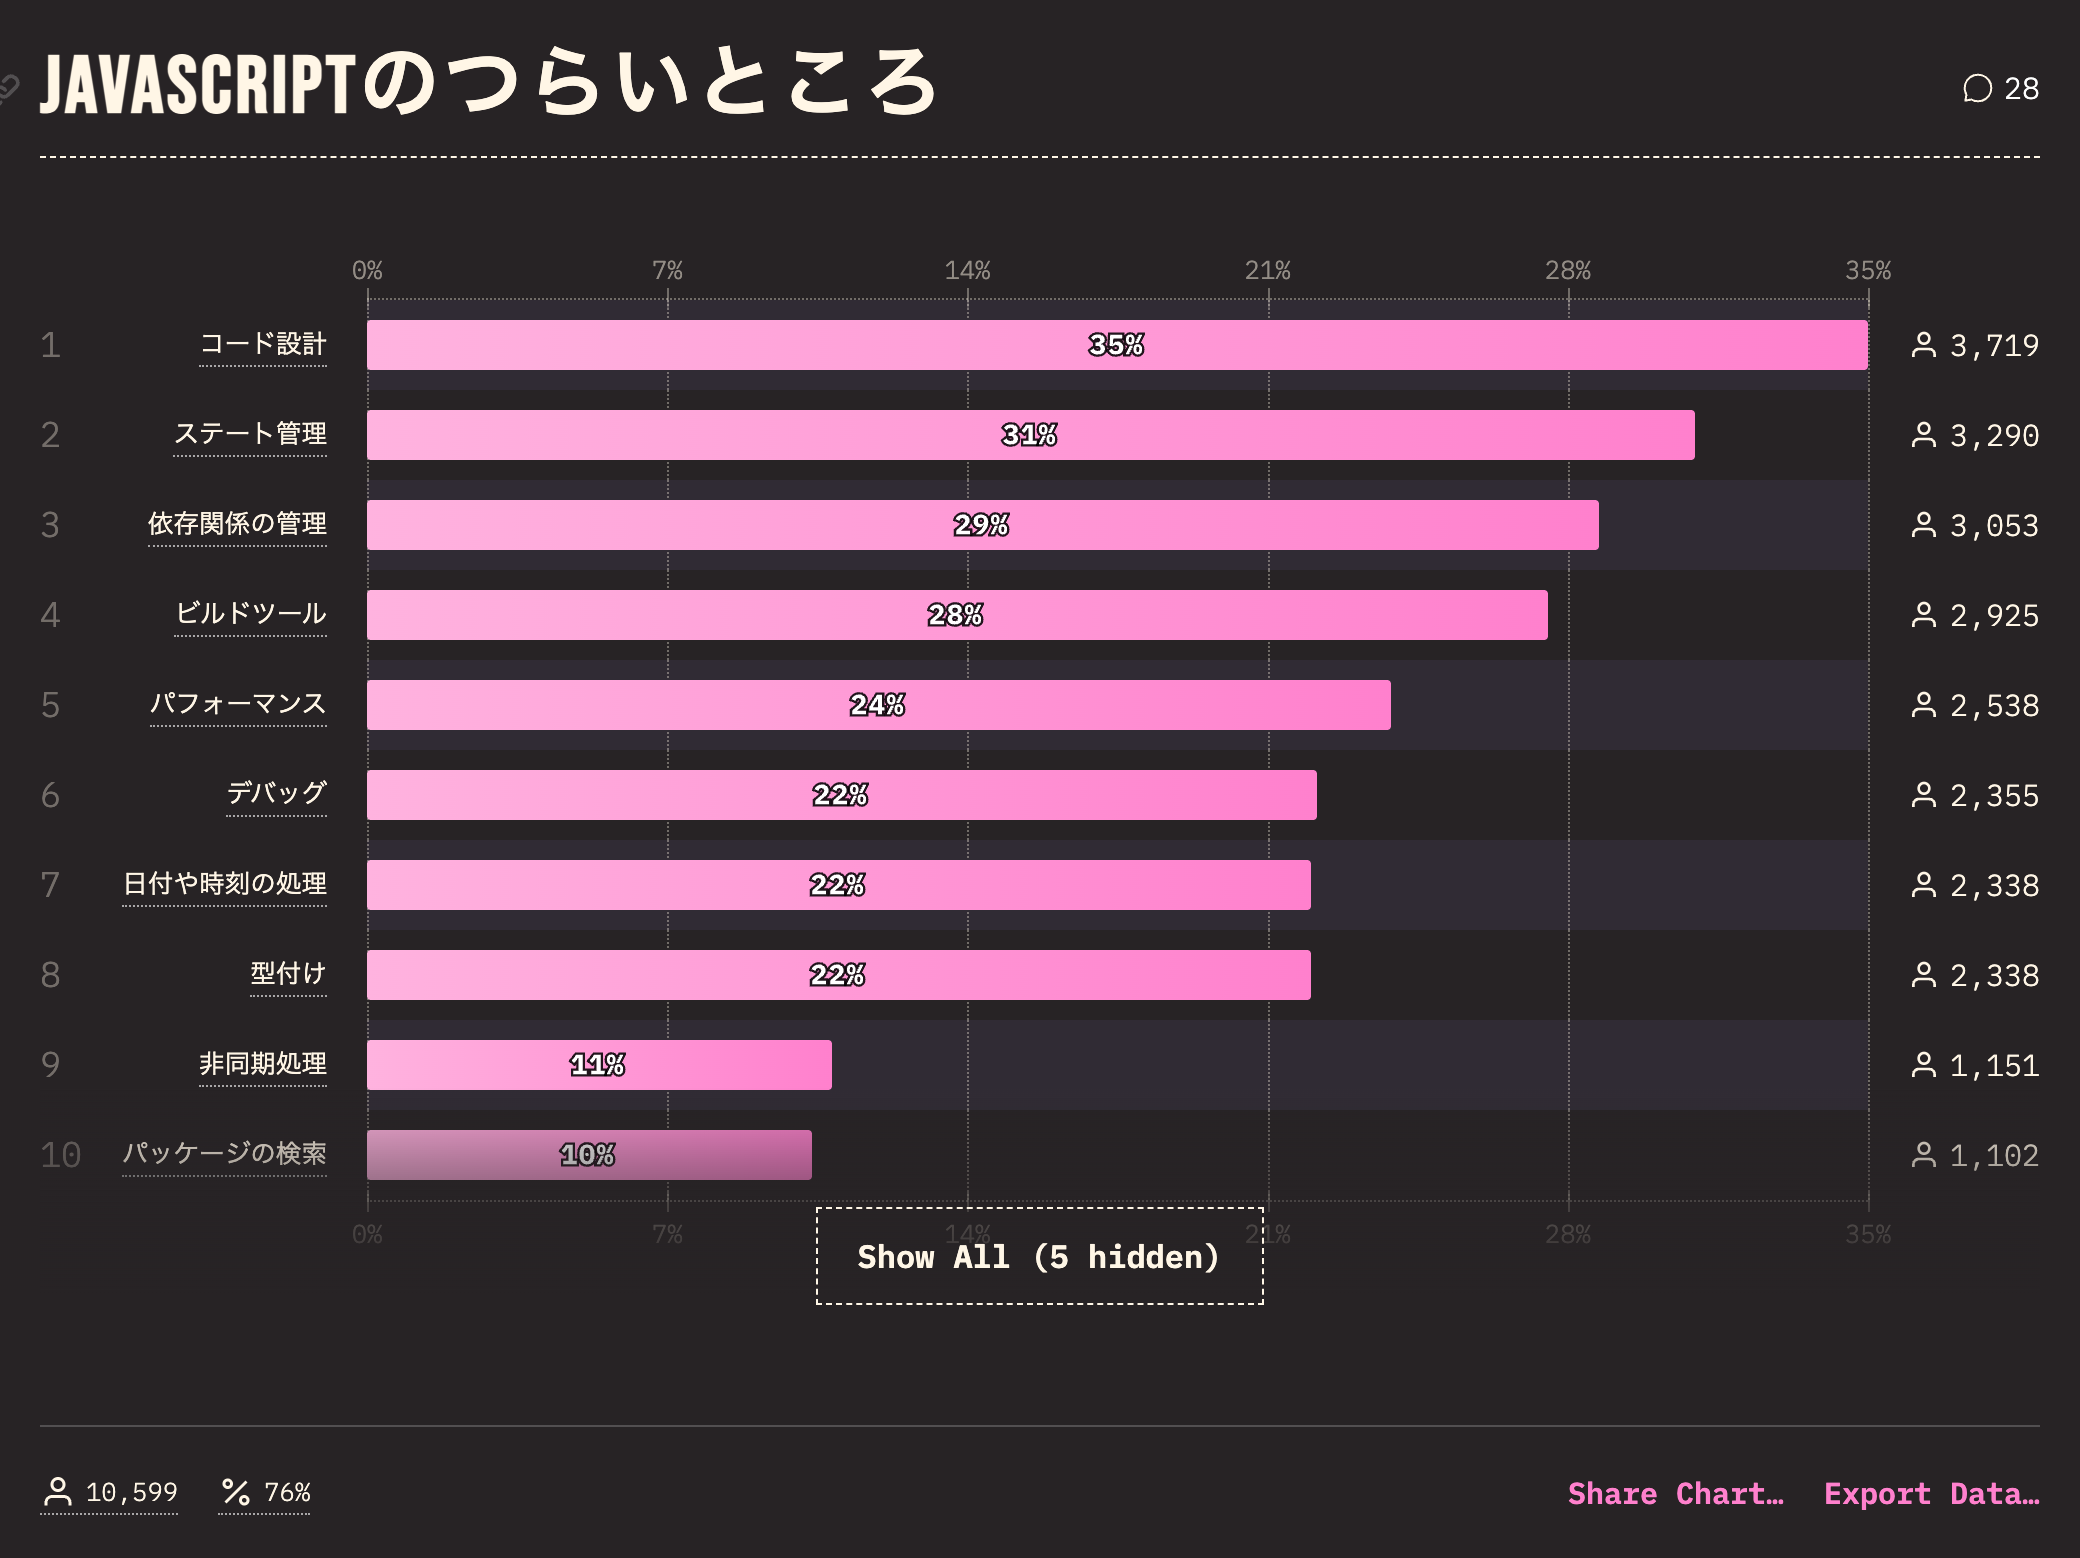 JAVASCRIPTのつらいところ
28
0% 7% 14% 21% 28% 35%
1 コード設計 35% 3,719
2 ステート管理 31% 3,290
3 依存関係の管理 29% 3,053
4 ビルドツール 28% 2,925
5 パフォーマンス 24% 2,538
6 デバッグ 22% 2,355
7 日付や時刻の処理 22% 2,338
8 型付け 22% 2,338
9 非同期処理 11% 1,151
10 パッケージの検索 10% 1,102
0% 7% 14% 21% 28% 35%
Show All (5 hidden)
10,599 76% Share Chart… Export Data…